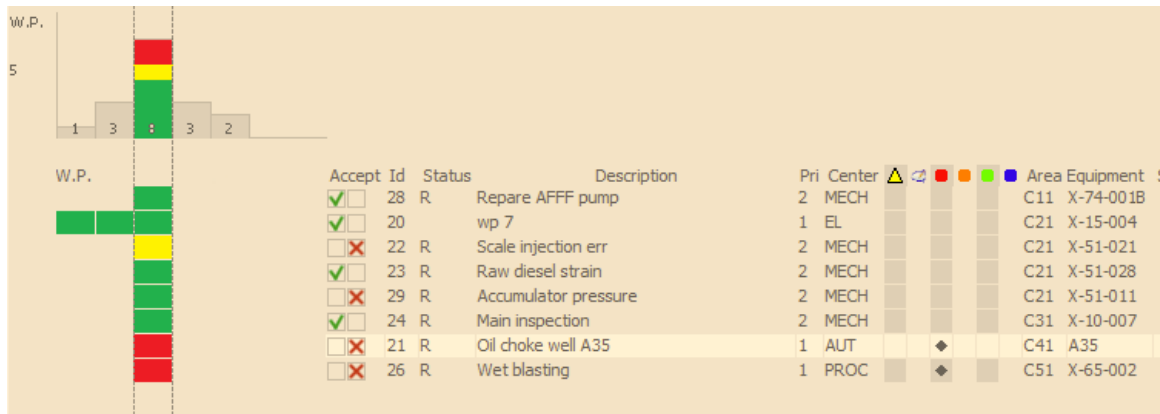 W.P.
5
1 3 8 3 2
W.P. Accept Id Status Description Pri Center Area Equipment S
28 R Repare AFFF pump 2 MECH C11 X-74-001B
20 wp 7 1 EL C21 X-15-004
22 R Scale injection err 2 MECH C21 X-51-021
23 R Raw diesel strain 2 MECH C21 X-51-028
29 R Accumulator pressure 2 MECH C21 X-51-011
24 R Main inspection 2 MECH C31 X-10-007
21 R Oil choke well A35 1 AUT C41 A35
26 R Wet blasting 1 PROC C51 X-65-002